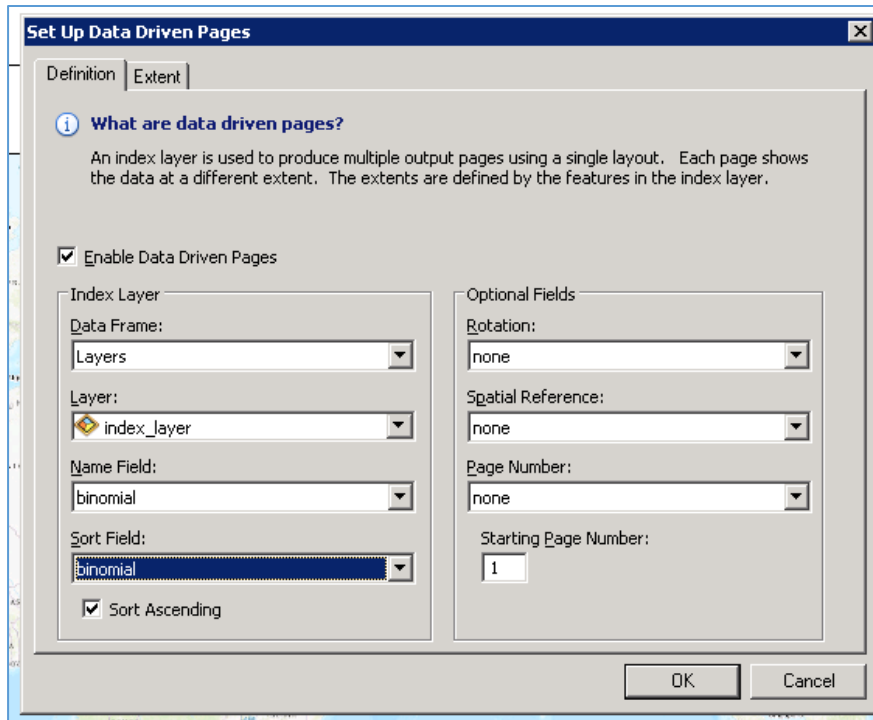 Set Up Data Driven Pages
Definition
Extent
What are data driven pages?
An index layer is used to produce multiple output pages using a single layout. Each page shows
the data at a different extent. The extents are defined by the features in the index layer.
Enable Data Driven Pages
Index Layer
Data Frame:
Layers
Layer:
index_layer
Name Field:
binomial
Sort Field:
binomial
Sort Ascending
Optional Fields
Rotation:
none
Spatial Reference:
none
Page Number:
none
Starting Page Number:
1
OK
Cancel